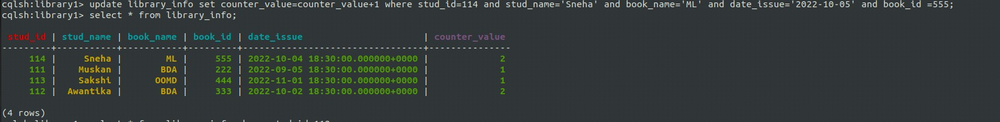 cqlsh:library1> update library_info set counter_value=counter_value+1 where stud_id=114 and stud_name='Sneha' and book_name='ML' and date_issue='2022-10-05' and book_id =555;
cqlsh:library1> select * from library_info;
stud_id | stud_name | book_name | book_id | date_issue | counter_value
---------+-----------+-----------+---------+---------------------------------+---------------
114 | Sneha | ML | 555 | 2022-10-04 18:30:00.000000+0000 | 2
111 | Muskan | BDA | 222 | 2022-09-05 18:30:00.000000+0000 | 1
113 | Sakshi | OOMD | 444 | 2022-11-01 18:30:00.000000+0000 | 1
112 | Awantika | BDA | 333 | 2022-10-02 18:30:00.000000+0000 | 2
(4 rows)